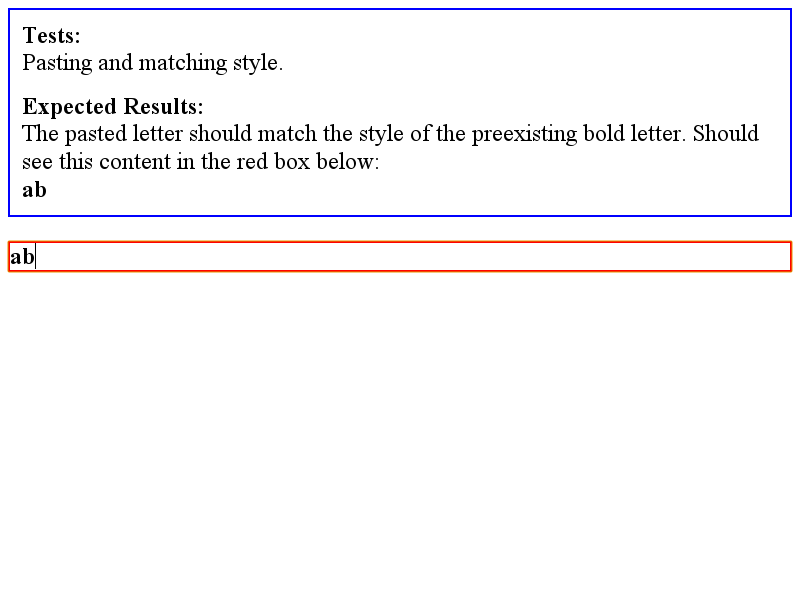 Tests:
Pasting and matching style.
Expected Results:
The pasted letter should match the style of the preexisting bold letter. Should
see this content in the red box below:
ab
ab